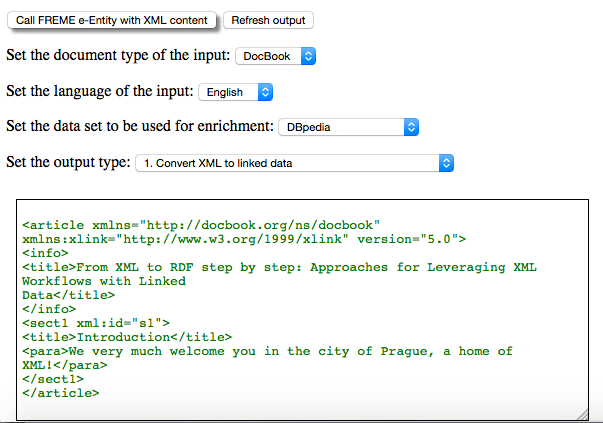 Call FREME e-Entity with XML content Refresh output
Set the document type of the input: DocBook
Set the language of the input: English
Set the data set to be used for enrichment: DBpedia
Set the output type: 1. Convert XML to linked data
<article xmlns="http://docbook.org/ns/docbook"
xmlns:xlink="http://www.w3.org/1999/xlink" version="5.0">
<info>
<title>From XML to RDF step by step: Approaches for Leveraging XML
Workflows with Linked
Data</title>
</info>
<sect1 xml:id="s1">
<title>Introduction</title>
<para>We very much welcome you in the city of Prague, a home of
XML!</para>
</sect1>
</article>